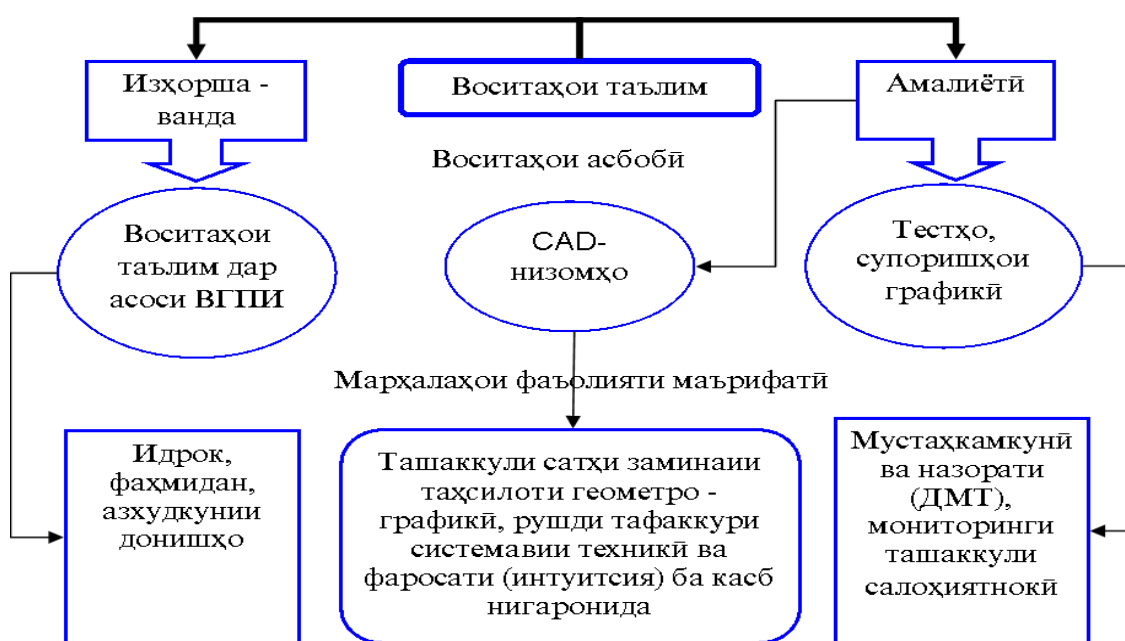 Изҳорша -
ванда
Воситаҳои таълим
Амалиётӣ
Воситаҳои асбобӣ
Воситаҳои
таълим дар
асоси ВГПИ
CAD-
низомҳо
Тестҳо,
супоришҳои
графикӣ
Марҳалаҳои фаъолияти маърифатӣ
Идрок,
фаҳмидан,
азхудкунии
донишҳо
Ташаккули сатҳи заминаии
таҳсилоти геометро -
графикӣ, рушди тафаккури
системавии техникӣ ва
фаросати (интуитсия) ба касб
нигаронида
Мустаҳкамкунӣ
ва назорати
(ДМТ),
мониторинги
ташаккули
салоҳиятнокӣ